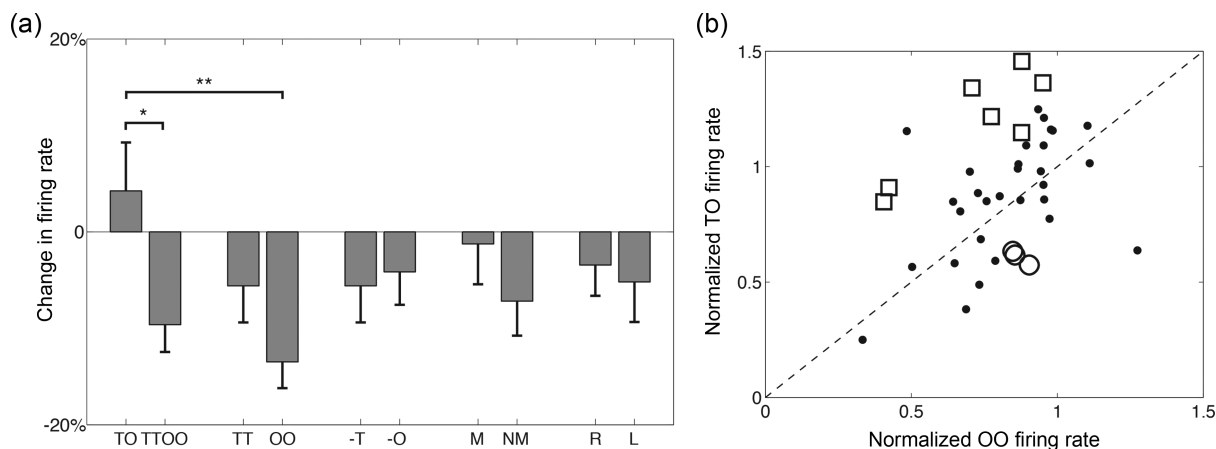 (a)
20%
0
-20%
Change in firing rate
*
**
TO TTOO TT OO -T -O M NM R L
(b)
1.5
1
0.5
0
Normalized TO firing rate
0 0.5 1 1.5
Normalized OO firing rate